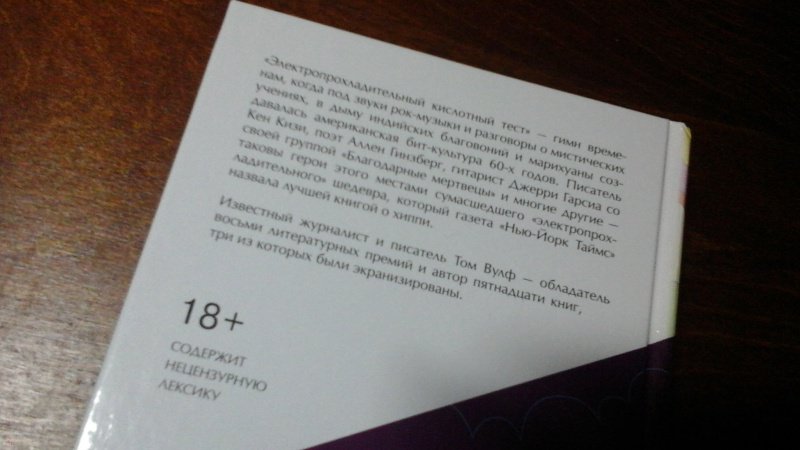 «Электропрохладительный кислотный тест» — гимн време-
нам, когда под звуки рок-музыки и разговоры о мистических
учениях, в дыму индийских благовоний и марихуаны соз-
давалась американская бит-культура 60-х годов. Писатель
Кен Кизи, поэт Аллен Гинзберг, гитарист Джерри Гарсиа со
своей группой «Благодарные мертвецы» и многие другие —
таковы герои этого местами сумасшедшего «электропрох-
ладительного» шедевра, который газета «Нью-Йорк Таймс»
назвала лучшей книгой о хиппи.
Известный журналист и писатель Том Вулф — обладатель
восьми литературных премий и автор пятнадцати книг,
три из которых были экранизированы.
18+
СОДЕРЖИТ
НЕЦЕНЗУРНУЮ
ЛЕКСИКУ